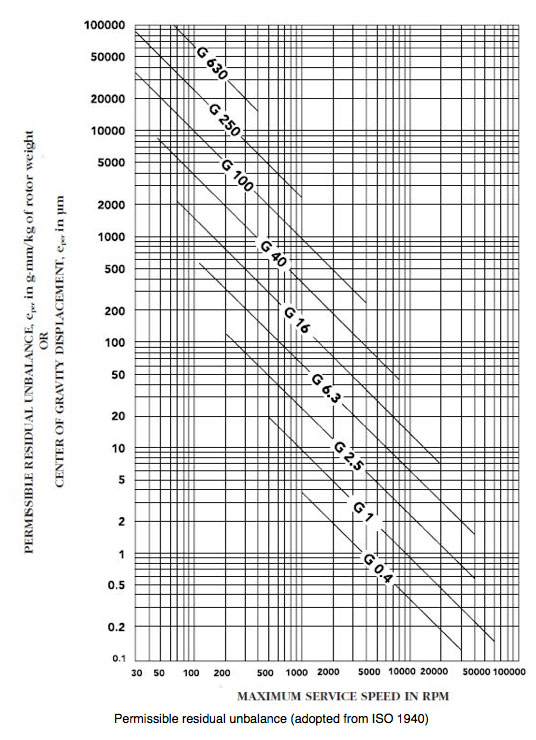 PERMISSIBLE RESIDUAL UNBALANCE, e per in g-mm/kg of rotor weight
OR
CENTER OF GRAVITY DISPLACEMENT, e per in µm
100000
50000
20000
10000
5000
2000
1000
500
200
100
50
20
10
5
2
1
0.5
0.2
0.1
G 630
G 250
G 100
G 40
G 16
G 6.3
G 2.5
G 1
G 0.4
30 50 100 200 500 1000 2000 5000 10000 20000 50000 100000
MAXIMUM SERVICE SPEED IN RPM
Permissible residual unbalance (adopted from ISO 1940)